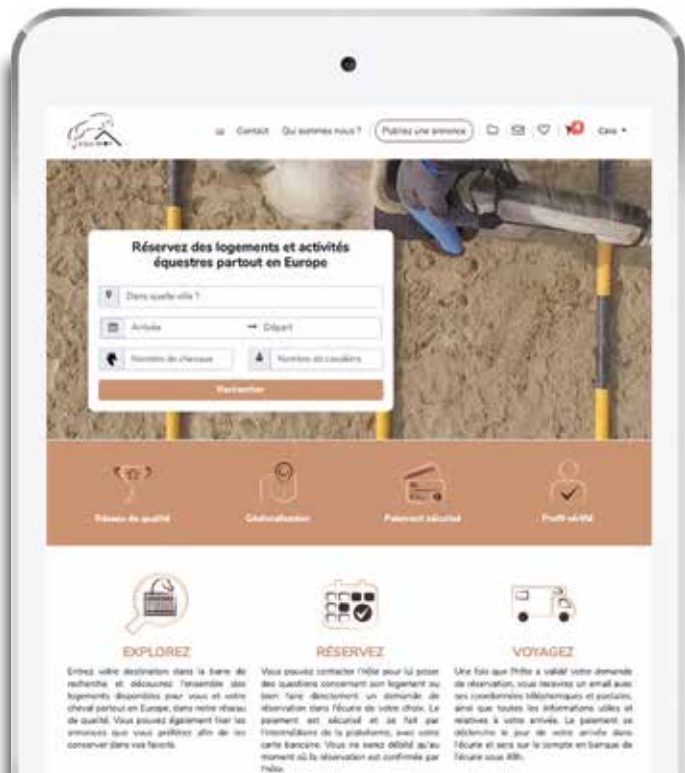 Contact Qui sommes nous ? Publiez une annonce
Réservez des logements et activités
équestres partout en Europe
Dans quelle ville ?
Arrivée → Départ
Nombre de chevaux Nombre de cavaliers
Rechercher
Réseau de qualité Géolocalisation Paiement sécurisé Profil vérifié
EXPLOREZ RÉSERVEZ VOYAGEZ
Entrez votre destination dans la barre de
recherche et découvrez l'ensemble des
logements disponibles pour vous et votre
cheval partout en Europe, dans notre réseau
de qualité. Vous pouvez également liker les
annonces que vous préférez afin de les
conserver dans vos favoris.
Vous pouvez contacter l'hôte pour lui poser
des questions concernant son logement ou
bien faire directement un demande de
réservation dans l'écurie de votre choix. Le
paiement est sécurisé et se fait par
l'intermédiaire de la plateforme, avec votre
carte bancaire. Vous ne serez débité qu'au
moment où la réservation est confirmée par
l'hôte.
Une fois que l'hôte a validé votre demande
de réservation, vous recevrez un email avec
ses coordonnées téléphoniques et postales,
ainsi que toutes les informations utiles et
relatives à votre arrivée. Le paiement se
déclenche le jour de votre arrivée dans
l'écurie et sera sur le compte en banque de
l'écurie sous 48h.